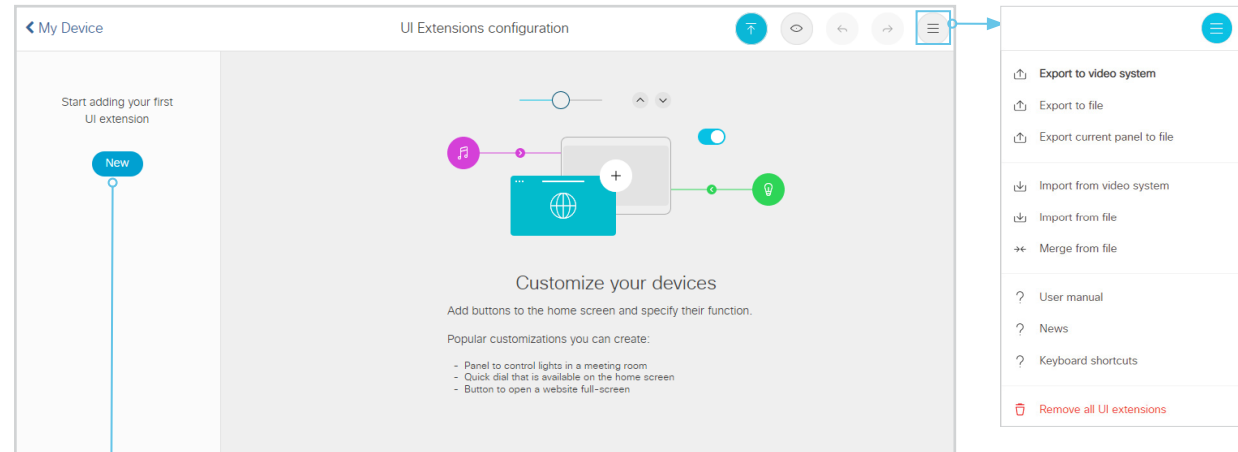 My Device
UI Extensions configuration
Start adding your first
UI extension
New
Customize your devices
Add buttons to the home screen and specify their function.
Popular customizations you can create:
- Panel to control lights in a meeting room
- Quick dial that is available on the home screen
- Button to open a website full-screen
Export to video system
Export to file
Export current panel to file
Import from video system
Import from file
Merge from file
? User manual
? News
? Keyboard shortcuts
Remove all UI extensions